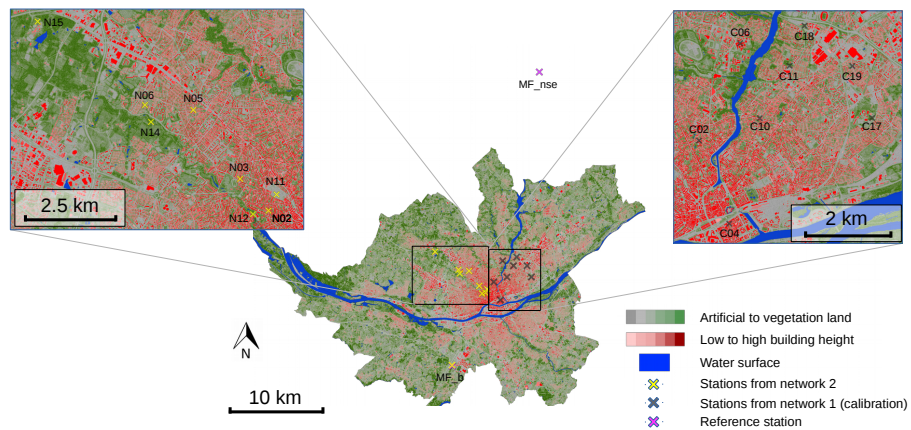 N15
N06
N05
N14
N03
N11
N12
N02
2.5 km
MF_nse
C06
C18
C11
C19
C10
C17
C02
C04
2 km
MF_b
N
10 km
Artificial to vegetation land
Low to high building height
Water surface
Stations from network 2
Stations from network 1 (calibration)
Reference station